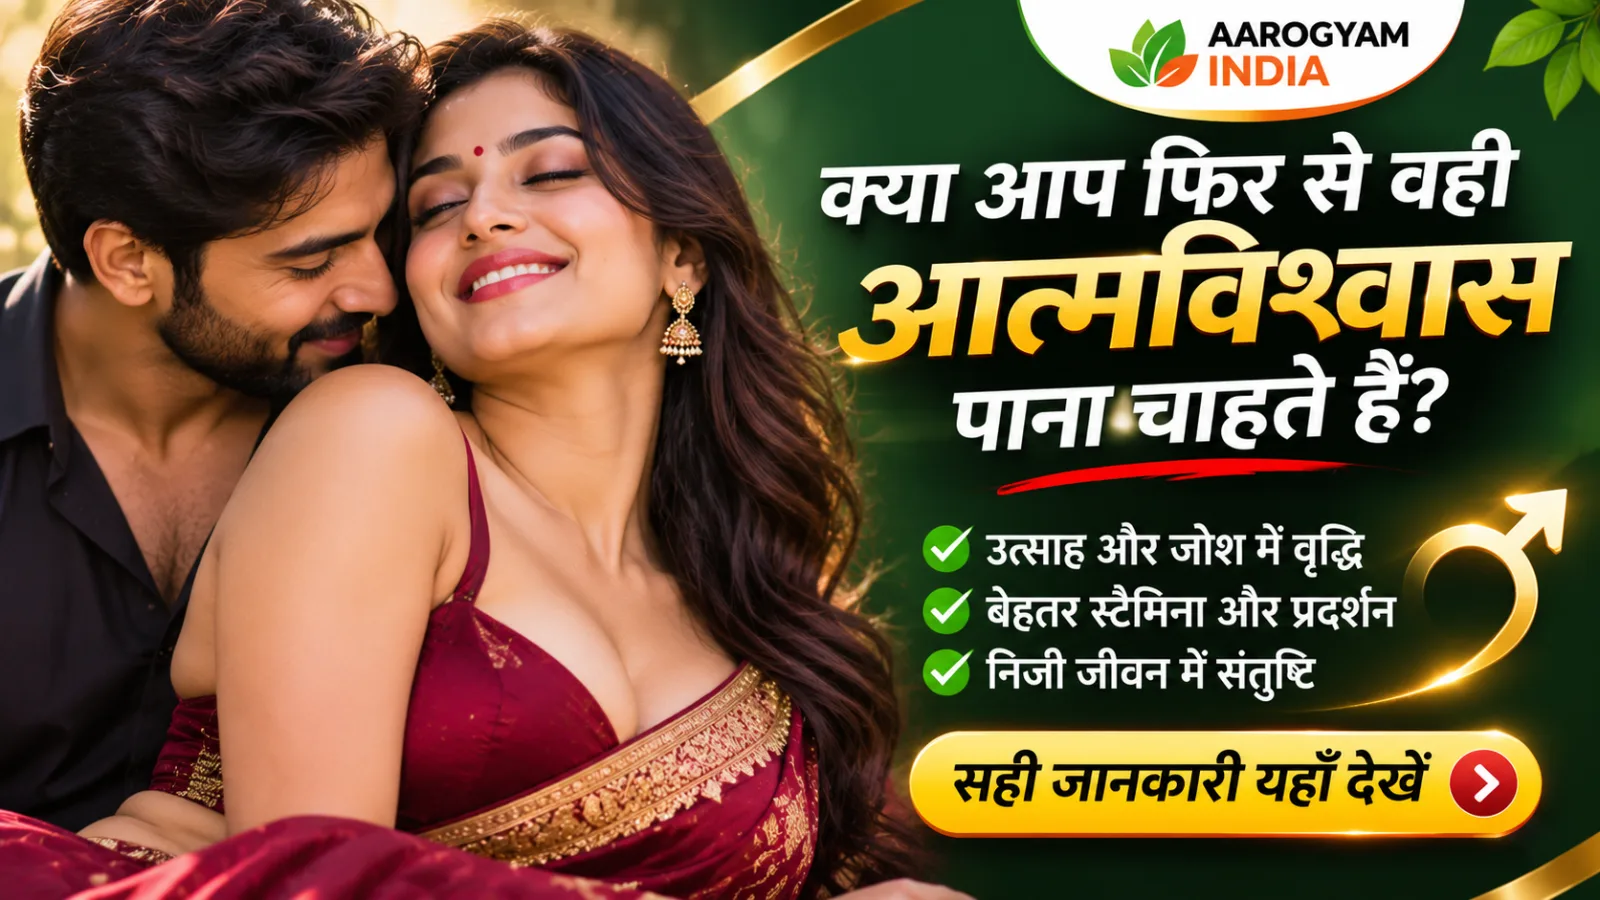 AAROGYAM
INDIA
क्या आप फिर से वही
आत्मविश्वास
पाना चाहते हैं?
उत्साह और जोश में वृद्धि
बेहतर स्टैमिना और प्रदर्शन
निजी जीवन में संतुष्टि
सही जानकारी यहाँ देखें